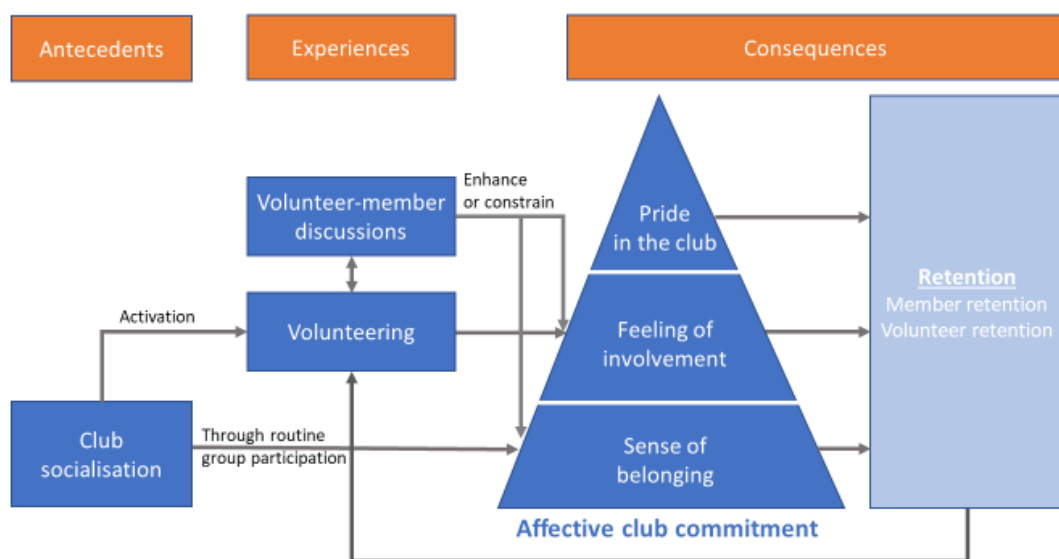 Antecedents
Experiences
Consequences
Enhance
or constrain
Volunteer-member
discussions
Pride
in the club
Retention
Member retention
Volunteer retention
Activation
Volunteering
Feeling of
involvement
Club
socialisation
Through routine
group participation
Sense of
belonging
Affective club commitment